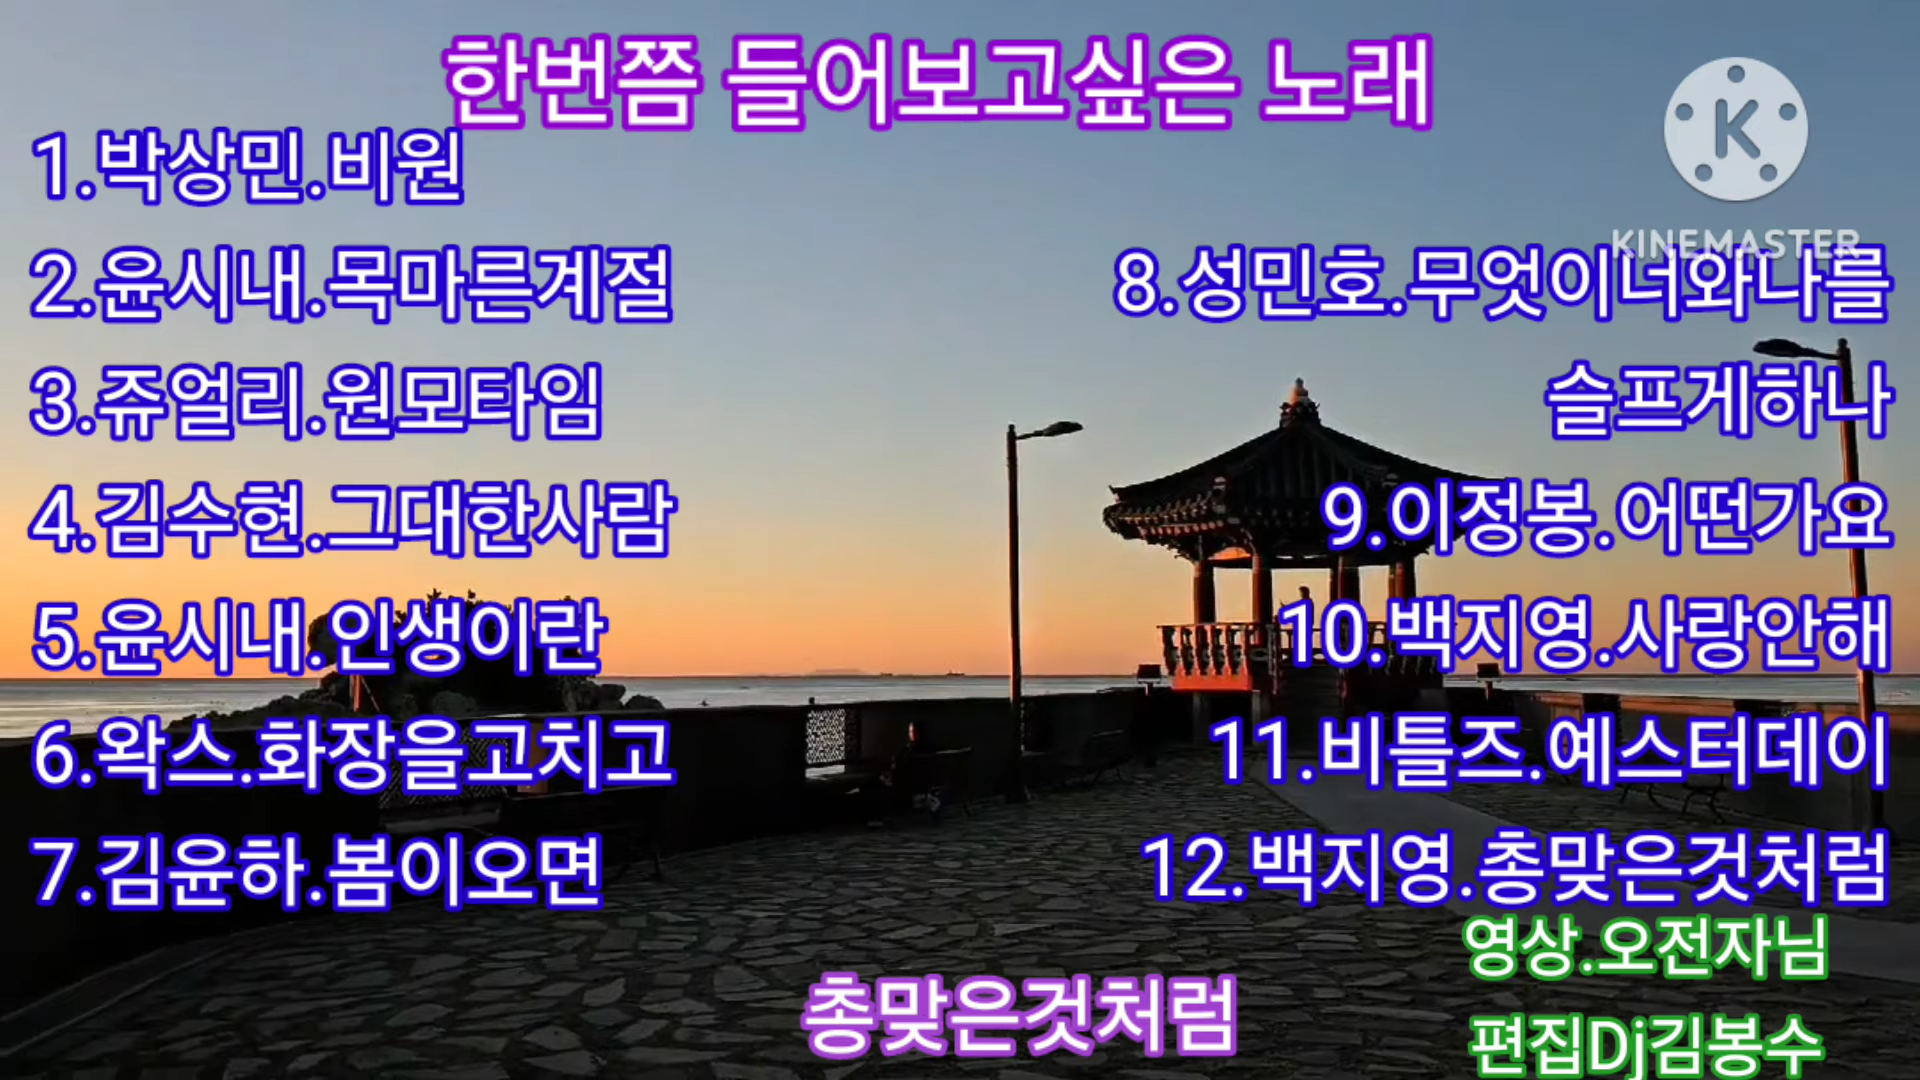 한번쯤 들어보고싶은 노래
KINEMASTER
1.박상민.비원
2.윤시내.목마른계절
3.쥬얼리.원모타임
4.김수현.그대한사람
5.윤시내.인생이란
6.왁스.화장을고치고
7.김윤하.봄이오면
8.성민호.무엇이너와나를
슬프게하나
9.이정봉.어떤가요
10.백지영.사랑안해
11.비틀즈.예스터데이
12.백지영.총맞은것처럼
영상.오전자님
총맞은것처럼
편집Dj김봉수